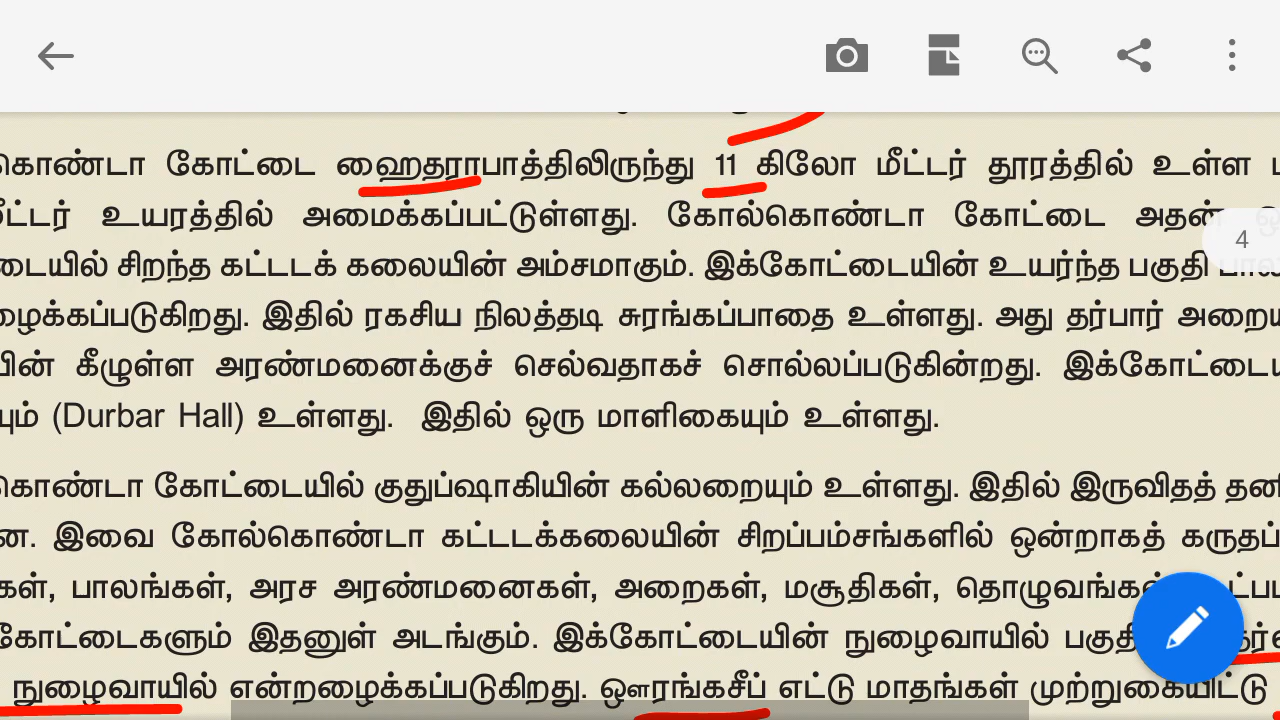 4
கொண்டா கோட்டை ஹைதராபாத்திலிருந்து 11 கிலோ மீட்டர் தூரத்தில் உள்ள
மீட்டர் உயரத்தில் அமைக்கப்பட்டுள்ளது. கோல்கொண்டா கோட்டை அதன்
டையில் சிறந்த கட்டடக் கலையின் அம்சமாகும். இக்கோட்டையின் உயர்ந்த பகுதி
ழைக்கப்படுகிறது. இதில் ரகசிய நிலத்தடி சுரங்கப்பாதை உள்ளது. அது தர்பார் அறைய
யின் கீழுள்ள அரண்மனைக்குச் செல்வதாகச் சொல்லப்படுகின்றது. இக்கோட்டைய
யும் (Durbar Hall) உள்ளது. இதில் ஒரு மாளிகையும் உள்ளது.
கொண்டா கோட்டையில் குதுப்ஷாகியின் கல்லறையும் உள்ளது. இதில் இருவிதத் தனி
ன. இவை கோல்கொண்டா கட்டடக்கலையின் சிறப்பம்சங்களில் ஒன்றாகத் கருதப்
கள், பாலங்கள், அரச அரண்மனைகள், அறைகள், மசூதிகள், தொழுவங்கள்
கோட்டைகளும் இதனுள் அடங்கும். இக்கோட்டையின் நுழைவாயில் பகுதி
நுழைவாயில் என்றழைக்கப்படுகிறது. ஔரங்கசீப் எட்டு மாதங்கள் முற்றுகையிட்டு